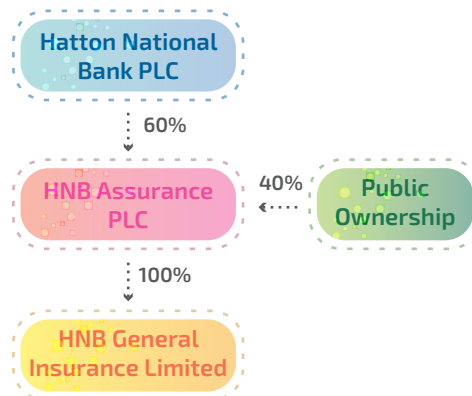 Hatton National
Bank PLC
60%
HNB Assurance
PLC
40%
Public
Ownership
100%
HNB General
Insurance Limited